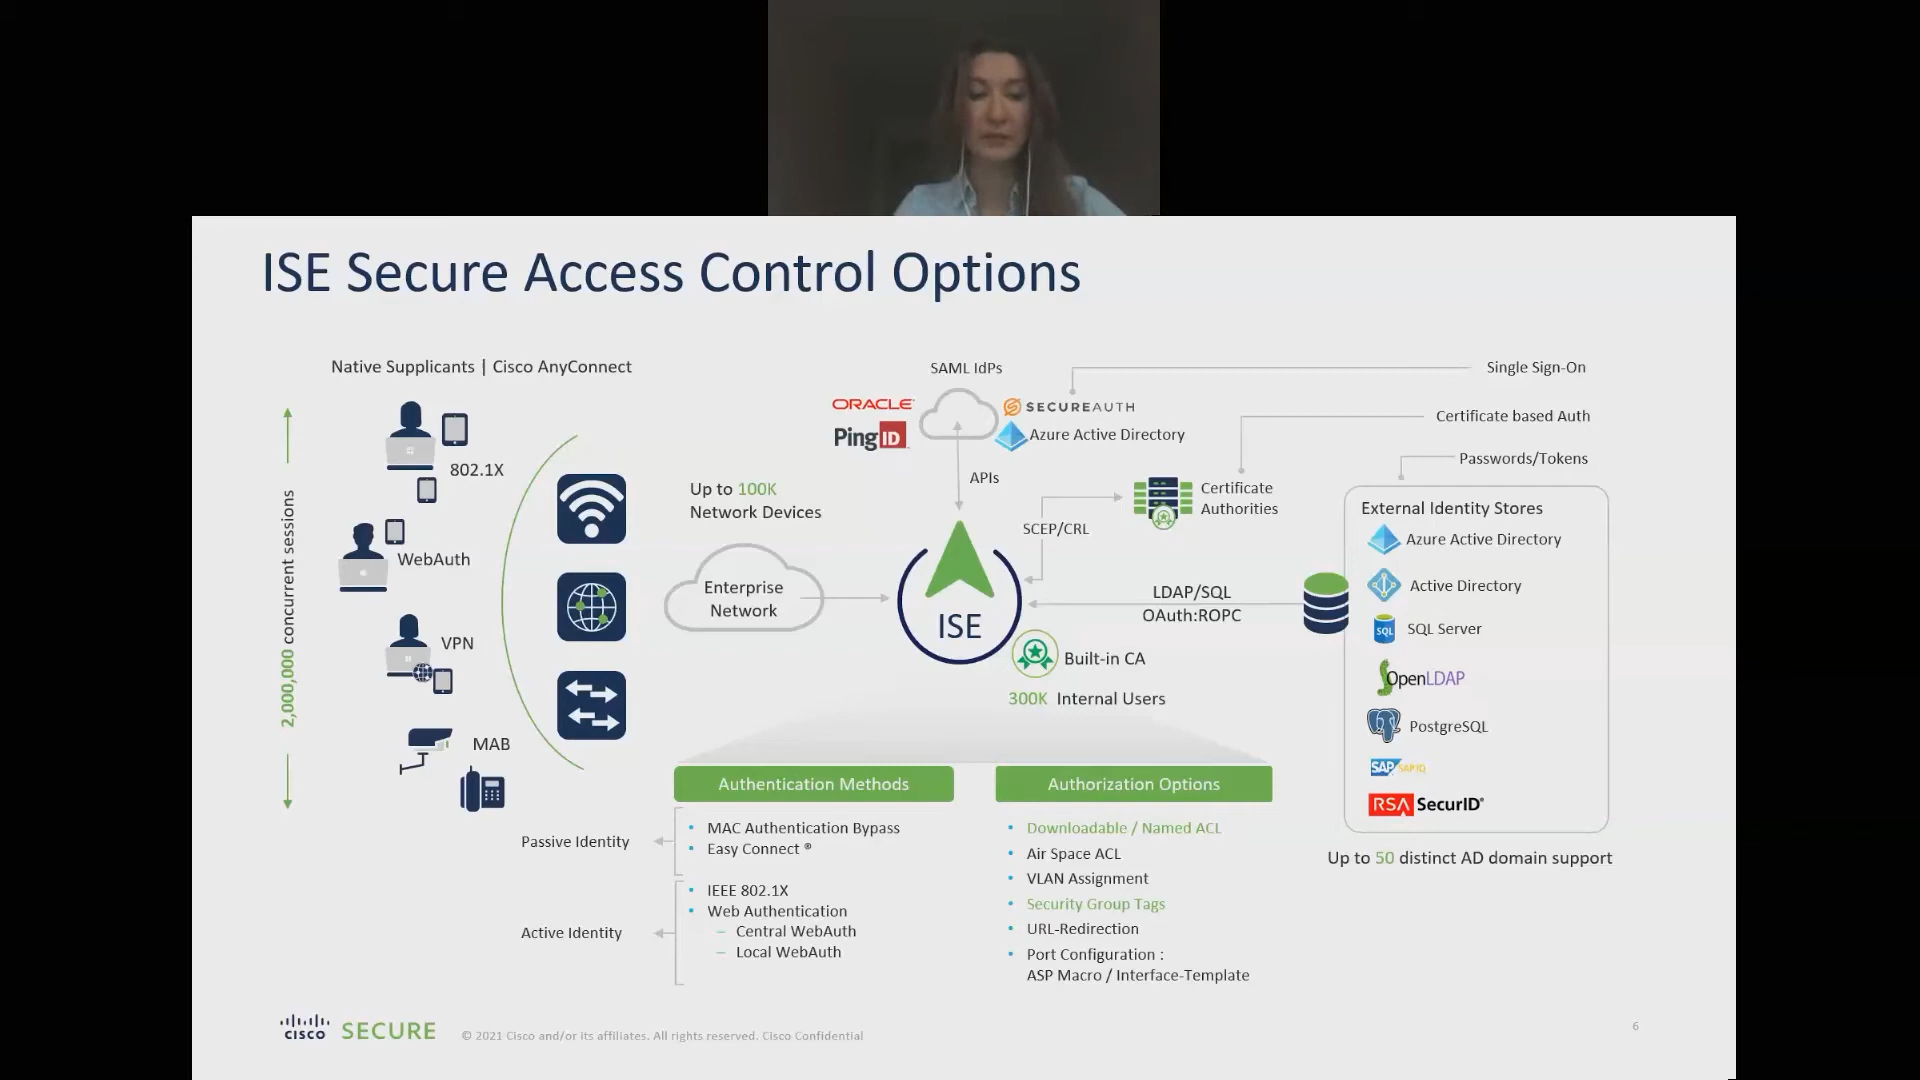 ISE Secure Access Control Options
Native Supplicants | Cisco AnyConnect
2,000,000 concurrent sessions
802.1X
WebAuth
VPN
MAB
Up to 100K
Network Devices
Enterprise
Network
SAML IdPs
ORACLE
PingID
SECUREAUTH
Azure Active Directory
APIs
SCEP/CRL
Certificate
Authorities
ISE
Built-in CA
300K Internal Users
LDAP/SQL
OAuth:ROPC
Single Sign-On
Certificate based Auth
Passwords/Tokens
External Identity Stores
Azure Active Directory
Active Directory
SQL
SQL Server
OpenLDAP
PostgreSQL
SAP
RSA SecurID®
Up to 50 distinct AD domain support
Authentication Methods
Passive Identity
• MAC Authentication Bypass
• Easy Connect ®
Active Identity
• IEEE 802.1X
• Web Authentication
– Central WebAuth
– Local WebAuth
Authorization Options
• Downloadable / Named ACL
• Air Space ACL
• VLAN Assignment
• Security Group Tags
• URL-Redirection
• Port Configuration :
ASP Macro / Interface-Template
cisco SECURE
© 2021 Cisco and/or its affiliates. All rights reserved. Cisco Confidential
6